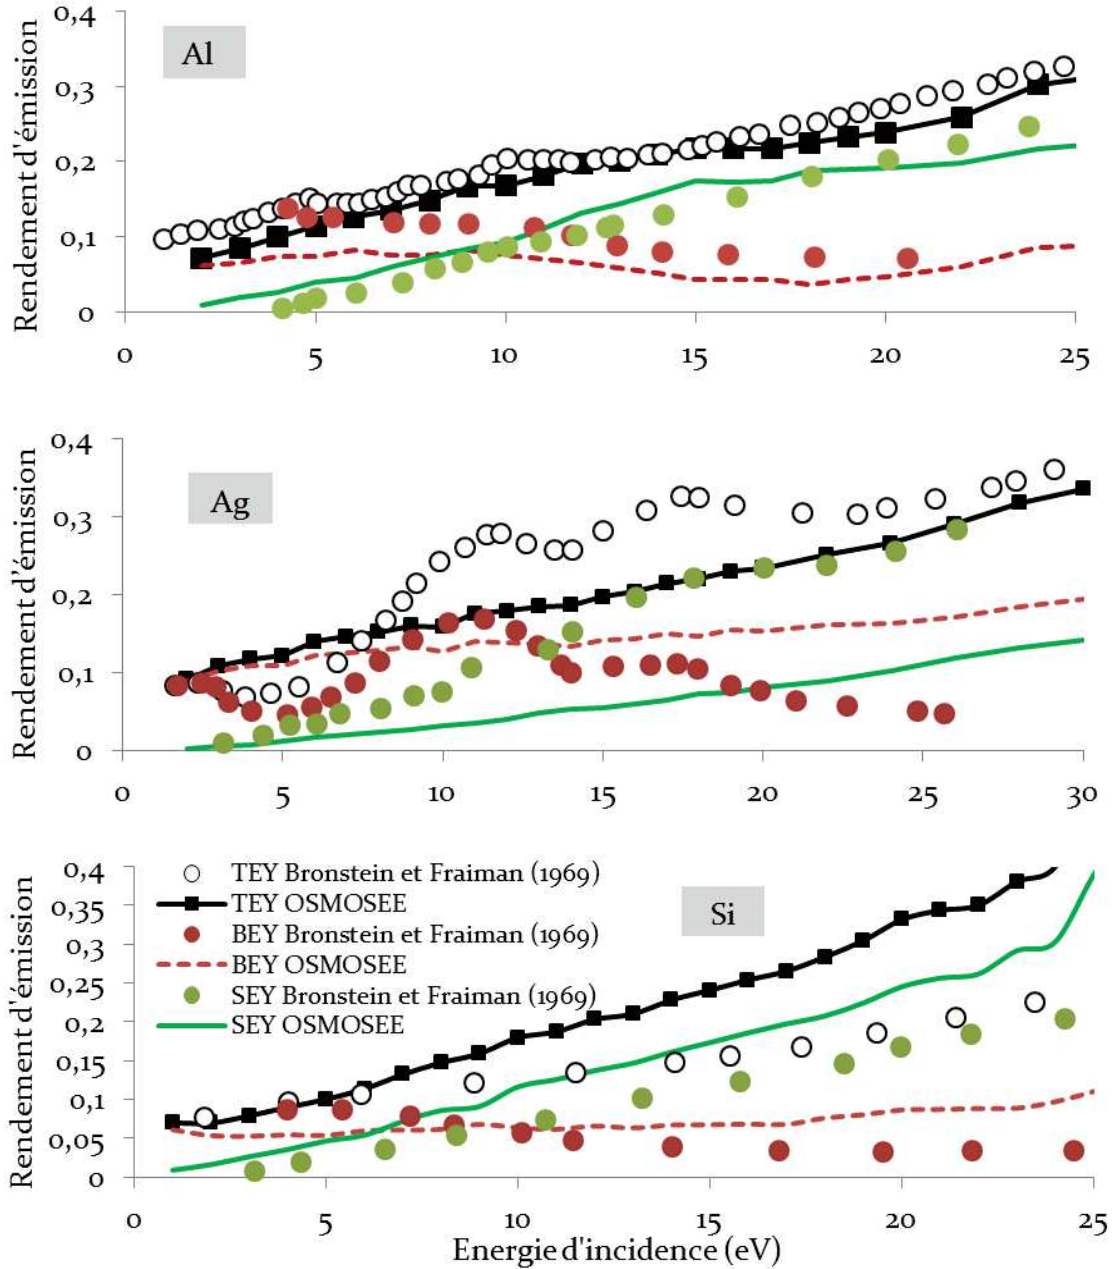 0,4
Al
0,3
0,2
0,1
0
Rendement d'émission
0 5 10 15 20 25
0,4
Ag
0,3
0,2
0,1
0
Rendement d'émission
0 5 10 15 20 25 30
0,4
0,35
0,3
0,25
0,2
0,15
0,1
0,05
0
Rendement d'émission
TEY Bronstein et Fraiman (1969)
TEY OSMOSEE
BEY Bronstein et Fraiman (1969)
BEY OSMOSEE
SEY Bronstein et Fraiman (1969)
SEY OSMOSEE
Si
0 5 10 15 20 25
Energie d'incidence (eV)